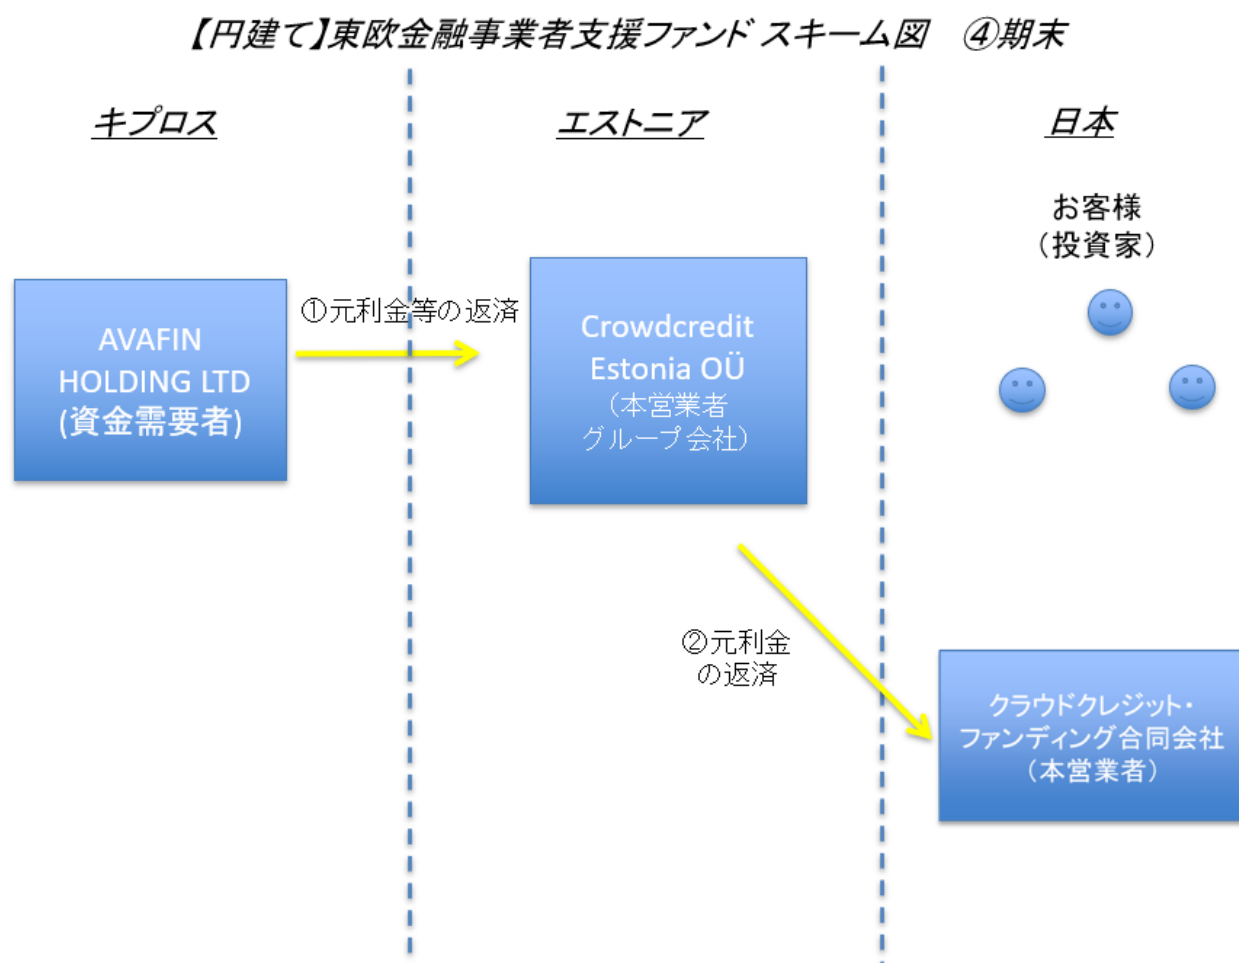 【円建て】東欧金融事業者支援ファンド スキーム図　④期末
キプロス
エストニア
日本
お客様
（投資家）
AVAFIN
HOLDING LTD
(資金需要者)
①元利金等の返済
Crowdcredit
Estonia OÜ
（本営業者
グループ会社）
②元利金
の返済
クラウドクレジット・
ファンディング合同会社
（本営業者）